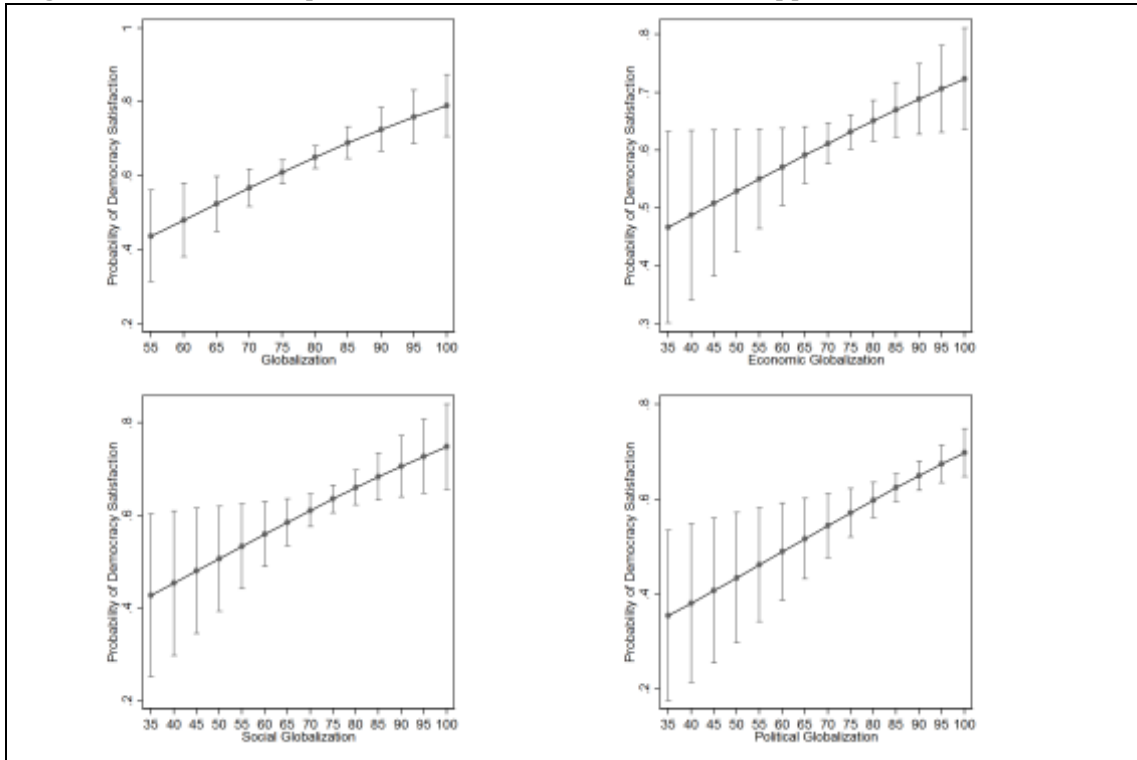 Probability of Democracy Satisfaction
1
.8
.6
.4
.2
55 60 65 70 75 80 85 90 95 100
Globalization
Probability of Democracy Satisfaction
.8
.7
.6
.5
.4
.3
35 40 45 50 55 60 65 70 75 80 85 90 95 100
Economic Globalization
Probability of Democracy Satisfaction
.8
.6
.4
.2
35 40 45 50 55 60 65 70 75 80 85 90 95 100
Social Globalization
Probability of Democracy Satisfaction
.8
.6
.4
.2
35 40 45 50 55 60 65 70 75 80 85 90 95 100
Political Globalization